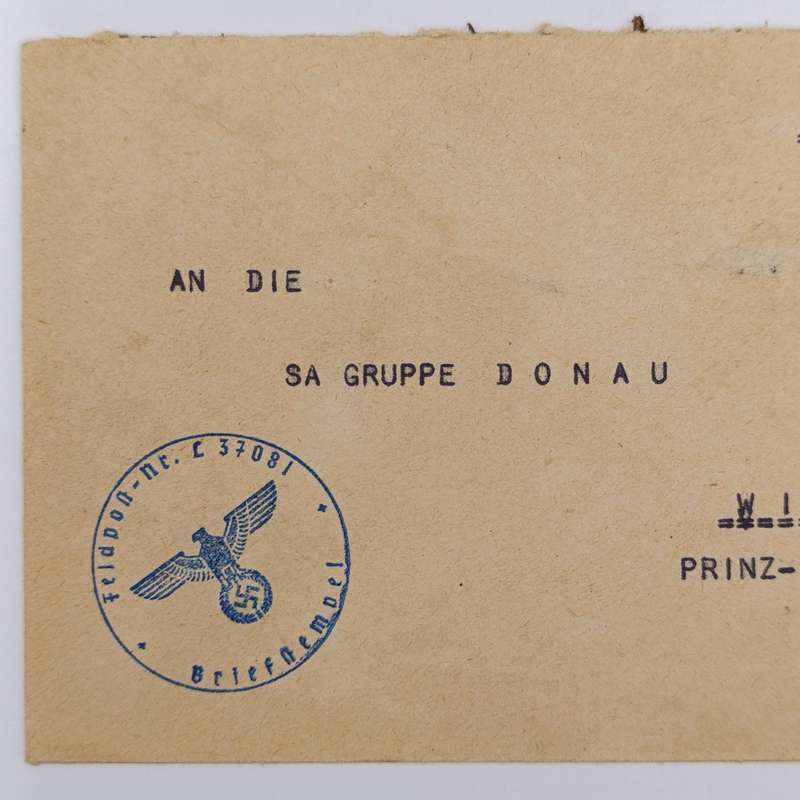 AN DIE
SA GRUPPE D O N A U
W I
PRINZ-
Feldpost-Nr. L 37081
Briefstempel